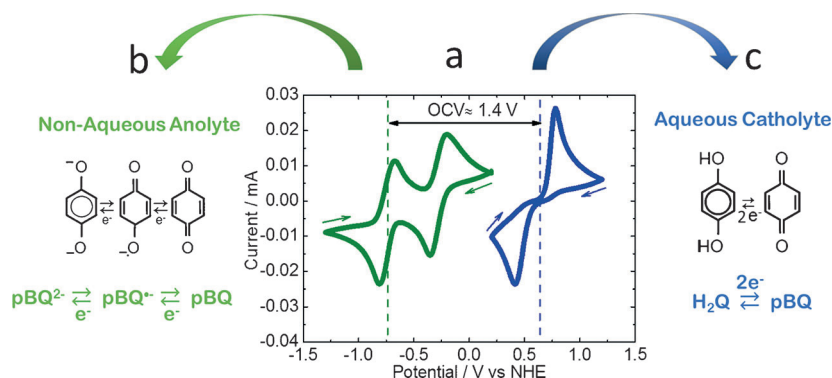 b
a
c
Non-Aqueous Anolyte
Aqueous Catholyte
OCV≈ 1.4 V
0.03
0.02
0.01
0.00
-0.01
-0.02
-0.03
-0.04
Current / mA
-1.5 -1.0 -0.5 0.0 0.5 1.0 1.5
Potential / V vs NHE
⁻O
O
O
e⁻
e⁻
⁻O
O
•⁻
O
pBQ²⁻ ⇄ pBQ•⁻ ⇄ pBQ
e⁻ e⁻
HO
O
2e⁻
HO
O
2e⁻
H₂Q ⇄ pBQ